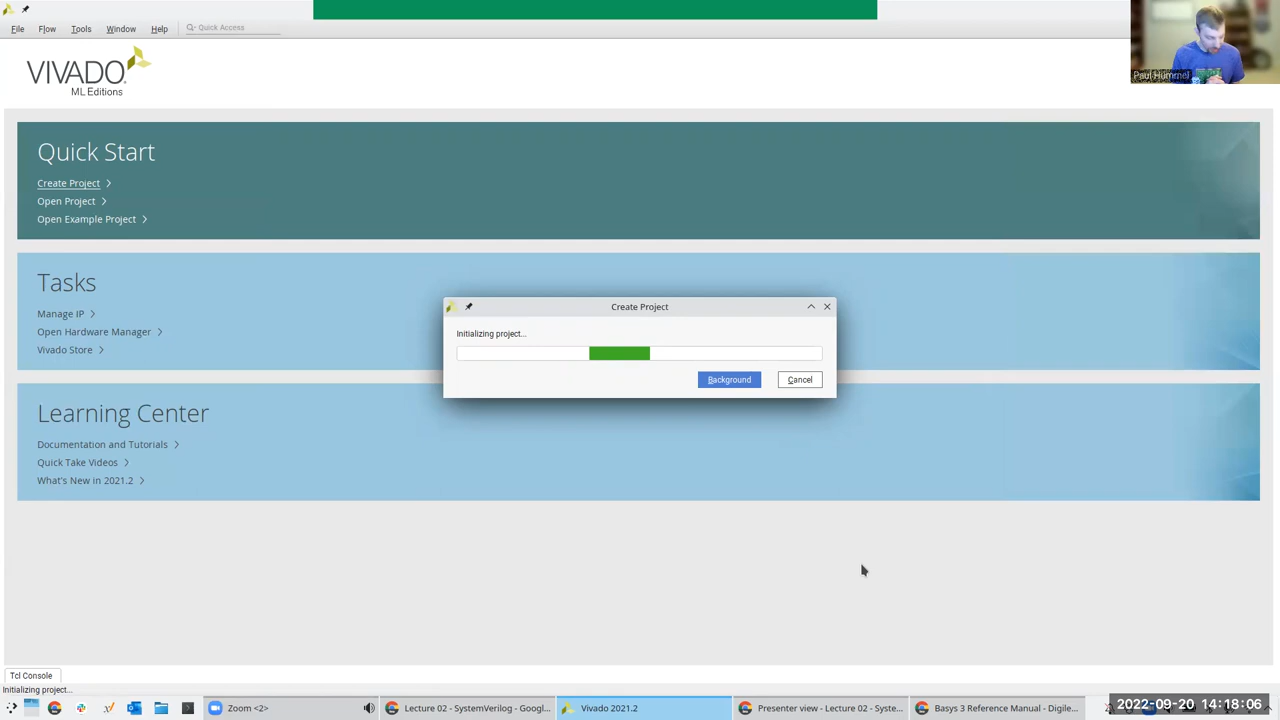 File Flow Tools Window Help Quick Access
VIVADO
ML Editions
Paul Hummel
Quick Start
Create Project
Open Project
Open Example Project
Tasks
Manage IP
Open Hardware Manager
Vivado Store
Create Project
Initializing project...
Background Cancel
Learning Center
Documentation and Tutorials
Quick Take Videos
What's New in 2021.2
Tcl Console
Initializing project...
Zoom <2> Lecture 02 - SystemVerilog - Googl... Vivado 2021.2 Presenter view - Lecture 02 - Syste... Basys 3 Reference Manual - Digile... 2022-09-20 14:18:06